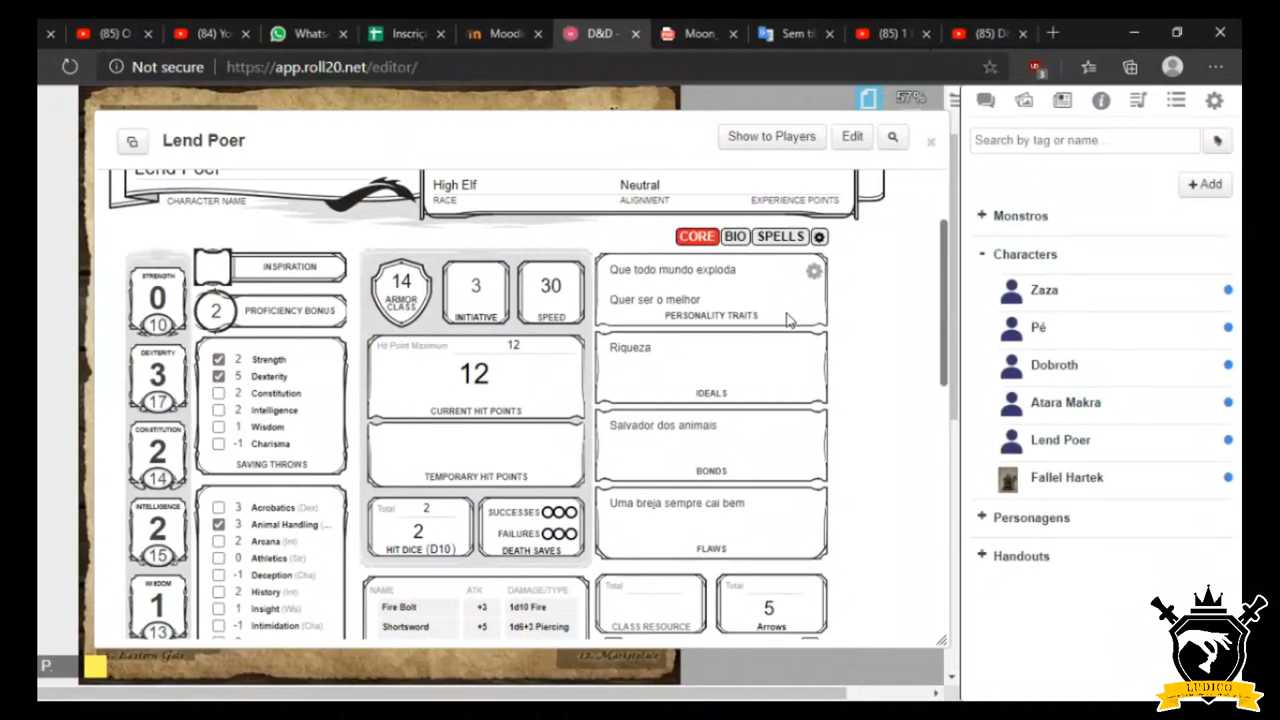 (85) O
(84) Yo
Whats
Inscriç
Moodl
D&D -
Moon_
Sem tí
(85) 1
(85) D
Not secure
https://app.roll20.net/editor/
3
57%
Lend Poer
Show to Players
Edit
Search by tag or name...
+ Add
Lend Poer
CHARACTER NAME
High Elf
Neutral
RACE
ALIGNMENT
EXPERIENCE POINTS
CORE
BIO
SPELLS
STRENGTH
0
10
DEXTERITY
3
17
CONSTITUTION
2
14
INTELLIGENCE
2
15
WISDOM
1
13
INSPIRATION
2
PROFICIENCY BONUS
2 Strength
5 Dexterity
2 Constitution
2 Intelligence
1 Wisdom
-1 Charisma
SAVING THROWS
3 Acrobatics (Dex)
3 Animal Handling (...
2 Arcana (Int)
0 Athletics (Str)
-1 Deception (Cha)
2 History (Int)
1 Insight (Wis)
-1 Intimidation (Cha)
14
ARMOR
CLASS
3
INITIATIVE
30
SPEED
Hit Point Maximum 12
12
CURRENT HIT POINTS
TEMPORARY HIT POINTS
Total 2
2
HIT DICE (D10)
SUCCESSES
FAILURES
DEATH SAVES
NAME ATK DAMAGE/TYPE
Fire Bolt +3 1d10 Fire
Shortsword +5 1d6+3 Piercing
Que todo mundo exploda
Quer ser o melhor
PERSONALITY TRAITS
Riqueza
IDEALS
Salvador dos animais
BONDS
Uma breja sempre cai bem
FLAWS
Total
CLASS RESOURCE
Total
5
Arrows
+ Monstros
- Characters
Zaza
Pé
Dobroth
Atara Makra
Lend Poer
Fallel Hartek
+ Personagens
+ Handouts
P.
Eastern Gate
12. Marketplace
LUDICO